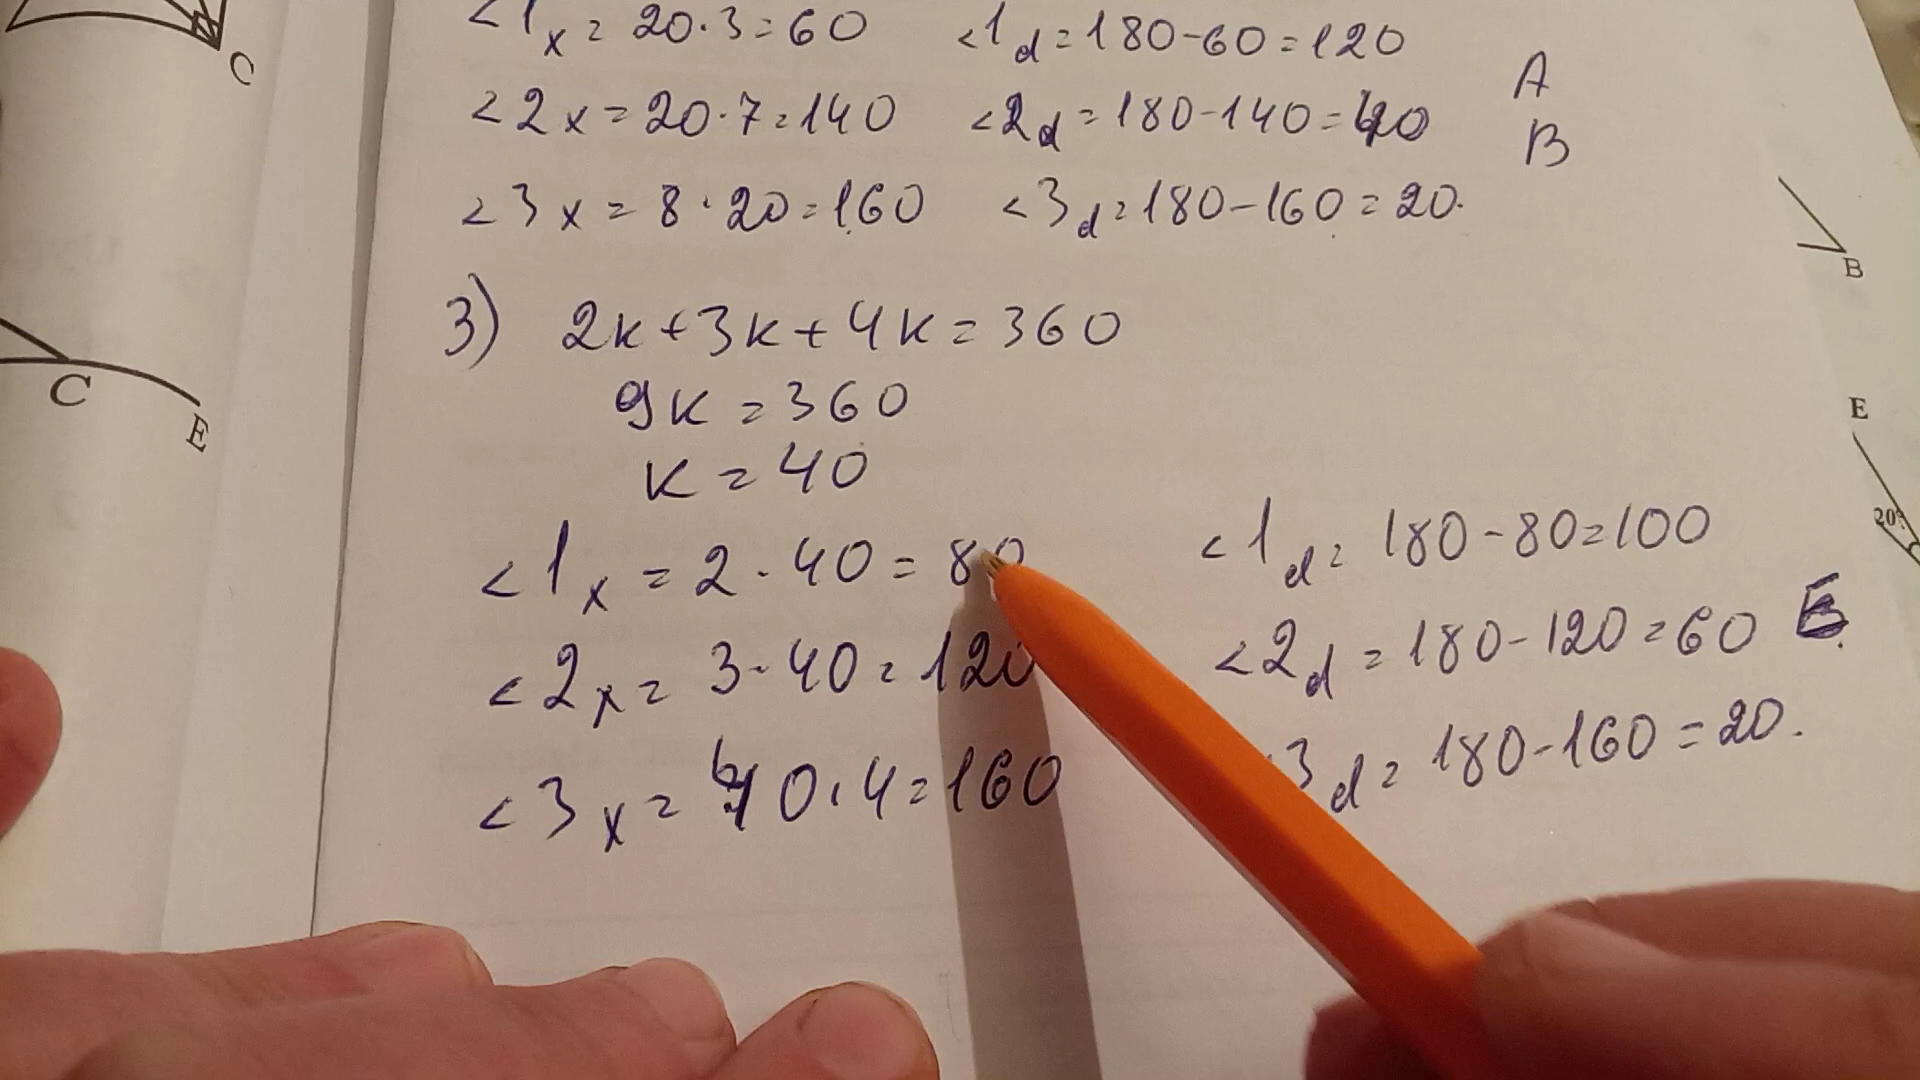 <1x = 20·3 = 60 <1d = 180-60 = 120
A
<2x = 20·7 = 140 <2d = 180-140 = 40
B
<3x = 8·20 = 160 <3d = 180-160 = 20.
3) 2k+3k+4k = 360
9k = 360
k = 40
<1x = 2·40 = 80 <1d = 180-80=100
<2x = 3·40 = 120 <2d = 180-120 = 60
<3x = 40·4 = 160 3d = 180-160 = 20.
C
C
E
B
E
20°